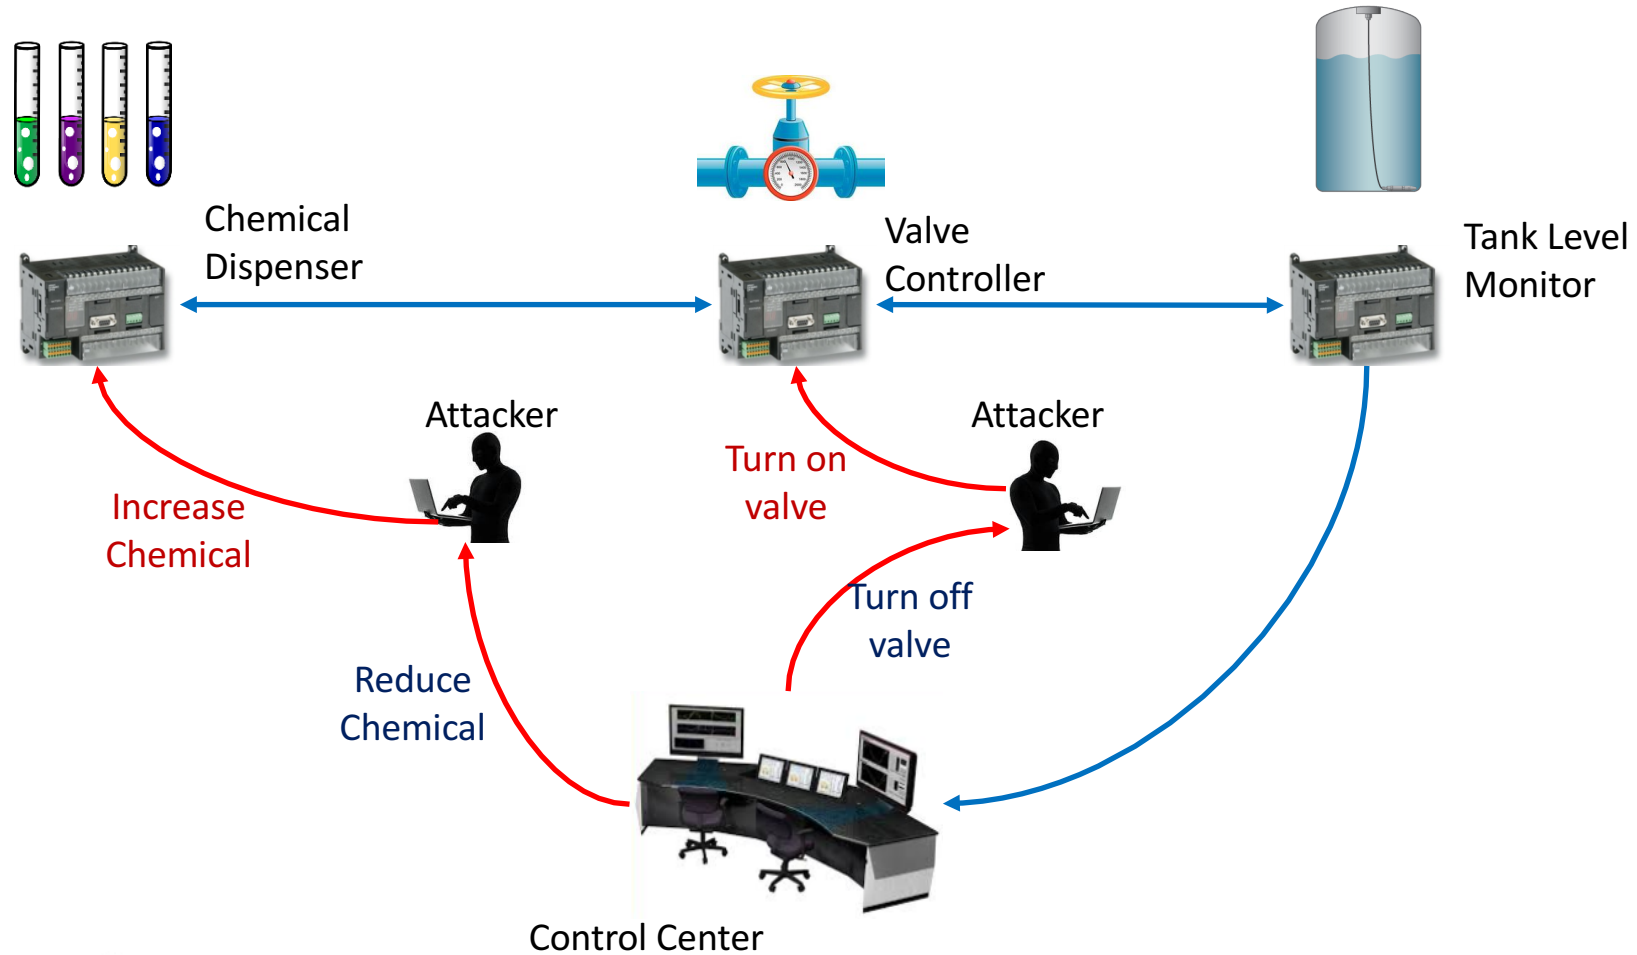 Chemical
Dispenser
Valve
Controller
Tank Level
Monitor
Attacker
Attacker
Turn on
valve
Increase
Chemical
Turn off
valve
Reduce
Chemical
Control Center